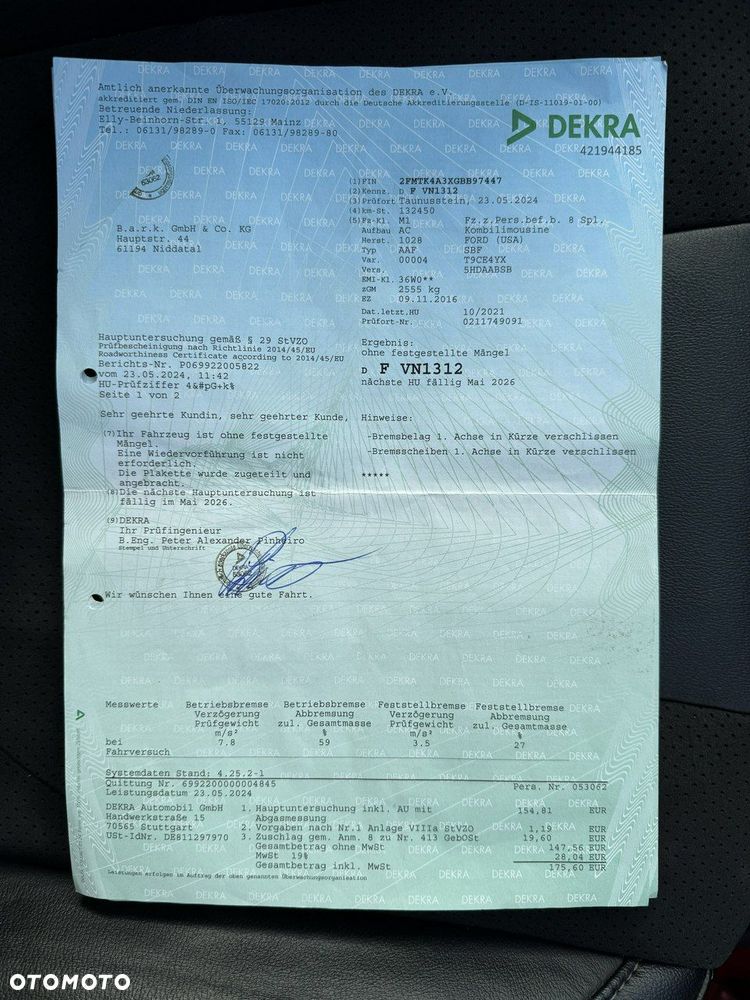 Amtlich anerkannte Überwachungsorganisation des DEKRA e.V.
akkreditiert gem. DIN EN ISO/IEC 17020:2012 durch die Deutsche Akkreditierungsstelle (D-IS-11019-01-00)
Betreuende Niederlassung:
Elly-Beinhorn-Str. 1, 55129 Mainz
Tel.: 06131/98289-0 Fax: 06131/98289-80
DEKRA
421944185
B.a.r.k. GmbH & Co. KG
Hauptstr. 44
61194 Niddatal
(1) FIN 2FMTK4A3XGBB97447
(2) Kennz. D F VN1312
(3) Prüfort Taunusstein, 23.05.2024
(4) km-St. 132450
(5) Fz-Kl. M1 Fz.z.Pers.bef.b. 8 Spl.
Aufbau AC Kombilimousine
Herst. 1028 FORD (USA)
Typ AAF SBF
Var. 00004 T9CE4YX
Vers. 5HDAABSB
EMI-Kl. 36W0**
zGM 2555 kg
EZ 09.11.2016
Dat.letzt.HU 10/2021
Prüfort-Nr. 0211749091
Hauptuntersuchung gemäß § 29 StVZO
Prüfbescheinigung nach Richtlinie 2014/45/EU
Roadworthiness Certificate according to 2014/45/EU
Berichts-Nr. P069922005822
vom 23.05.2024, 11:42
HU-Prüfziffer 4&#pG+k%
Seite 1 von 2
Ergebnis:
ohne festgestellte Mängel
D F VN1312
nächste HU fällig Mai 2026
Sehr geehrte Kundin, sehr geehrter Kunde,
(7) Ihr Fahrzeug ist ohne festgestellte
Mängel.
Eine Wiedervorführung ist nicht
erforderlich.
Die Plakette wurde zugeteilt und
angebracht.
(8) Die nächste Hauptuntersuchung ist
fällig im Mai 2026.
Hinweise:
-Bremsbelag 1. Achse in Kürze verschlissen
-Bremsscheiben 1. Achse in Kürze verschlissen
*****
(9) DEKRA
Ihr Prüfingenieur
B.Eng. Peter Alexander Pinheiro
Stempel und Unterschrift
Wir wünschen Ihnen eine gute Fahrt.
Messwerte Betriebsbremse Betriebsbremse Feststellbremse Feststellbremse
Verzögerung Abbremsung Verzögerung Abbremsung
Prüfgewicht zul. Gesamtmasse Prüfgewicht zul. Gesamtmasse
m/s² % m/s² %
bei 7.8 59 3.5 27
Fahrversuch
Systemdaten Stand: 4.25.2-1
Quittung Nr. 6992200000004845 Pers. Nr. 053062
Leistungsdatum 23.05.2024
DEKRA Automobil GmbH
Handwerkstraße 15
70565 Stuttgart
USt-IdNr. DE811297970
1. Hauptuntersuchung inkl. AU mit 154,81 EUR
Abgasmessung
2. Vorgaben nach Nr.1 Anlage VIIIa StVZO 1,19 EUR
3. Zuschlag gem. Anm. 8 zu Nr. 413 GebOSt 19,60 EUR
Gesamtbetrag ohne MwSt 147,56 EUR
MwSt 19% 28,04 EUR
Gesamtbetrag inkl. MwSt 175,60 EUR
Leistungen erfolgen im Auftrag der oben genannten Überwachungsorganisation
OTOMOTO